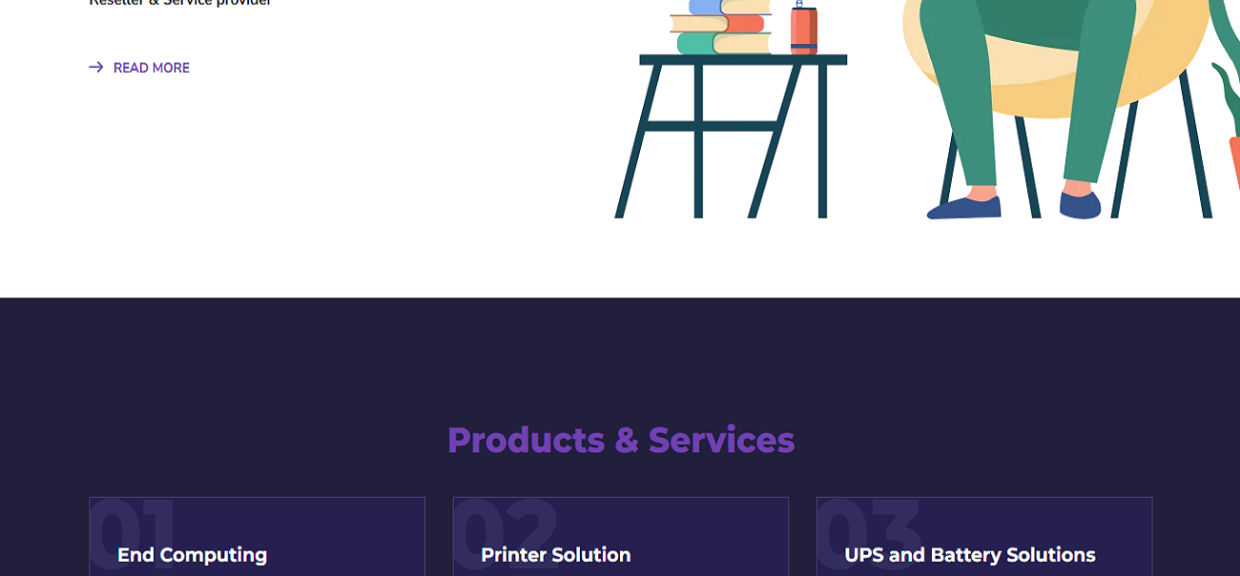 Reseller & Service provider
READ MORE
Products & Services
01
02
03
End Computing
Printer Solution
UPS and Battery Solutions